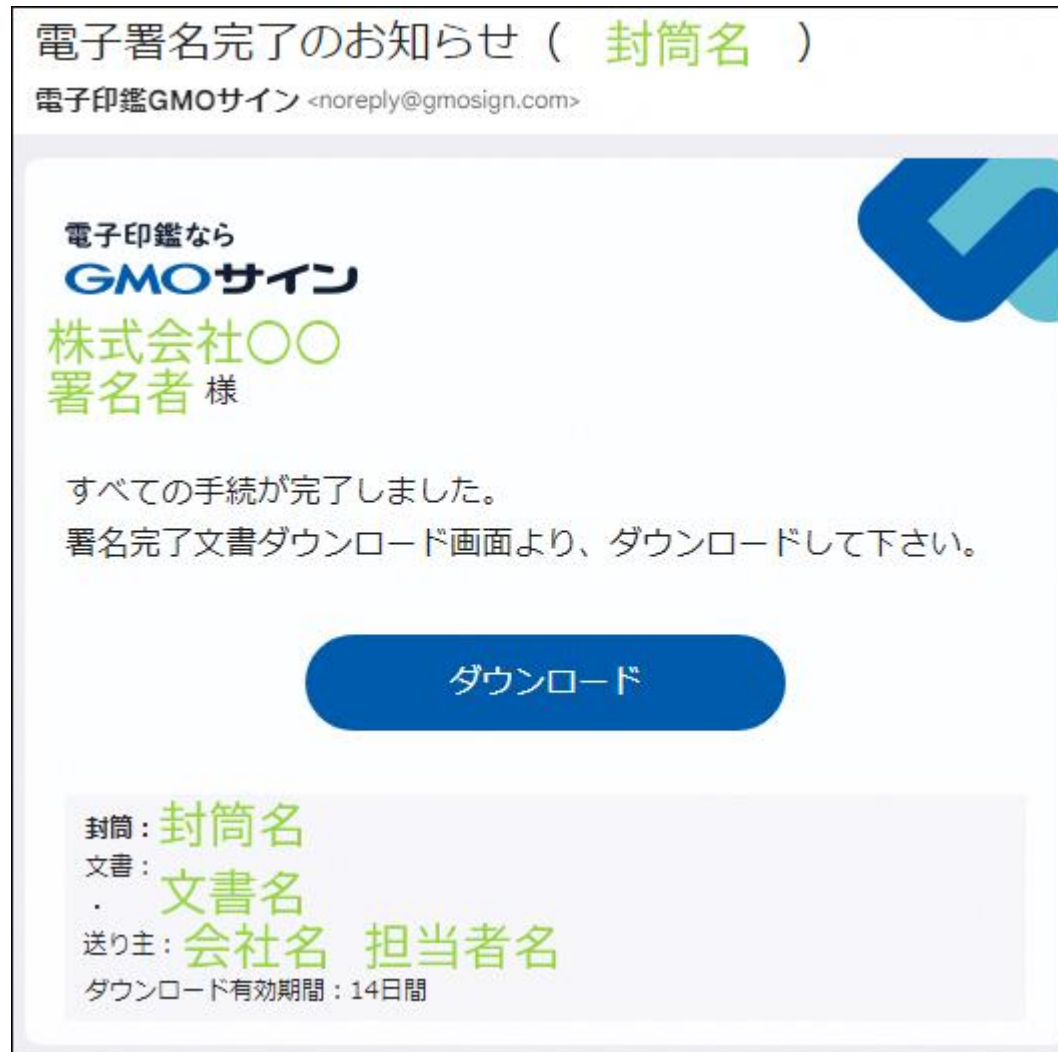 電子署名完了のお知らせ（ 封筒名 ）
電子印鑑GMOサイン <noreply@gmosign.com>
電子印鑑なら
GMOサイン
株式会社〇〇
署名者 様
すべての手続が完了しました。
署名完了文書ダウンロード画面より、ダウンロードして下さい。
ダウンロード
封筒：封筒名
文書：
・ 文書名
送り主：会社名 担当者名
ダウンロード有効期間：14日間